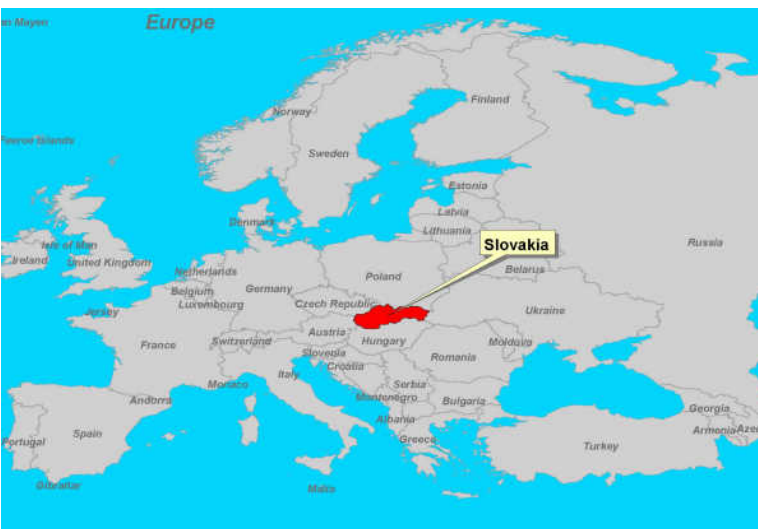 an Mayen
Europe
Finland
Norway
Faeroe Islands
Sweden
Estonia
Latvia
Denmark
Lithuania
Slovakia
Isle of Man
Russia
Ireland
United Kingdom
Netherlands
Belarus
Poland
Belgium
Germany
Luxembourg
Czech Republic
Jersey
Ukraine
Austria
France
Switzerland
Hungary
Moldova
Slovenia
Romania
Croatia
Italy
Monaco
Serbia
Andorra
Montenegro
Bulgaria
Georgia
Albania
Armenia
Azer
Portugal
Spain
Greece
Turkey
Gibraltar
Malta